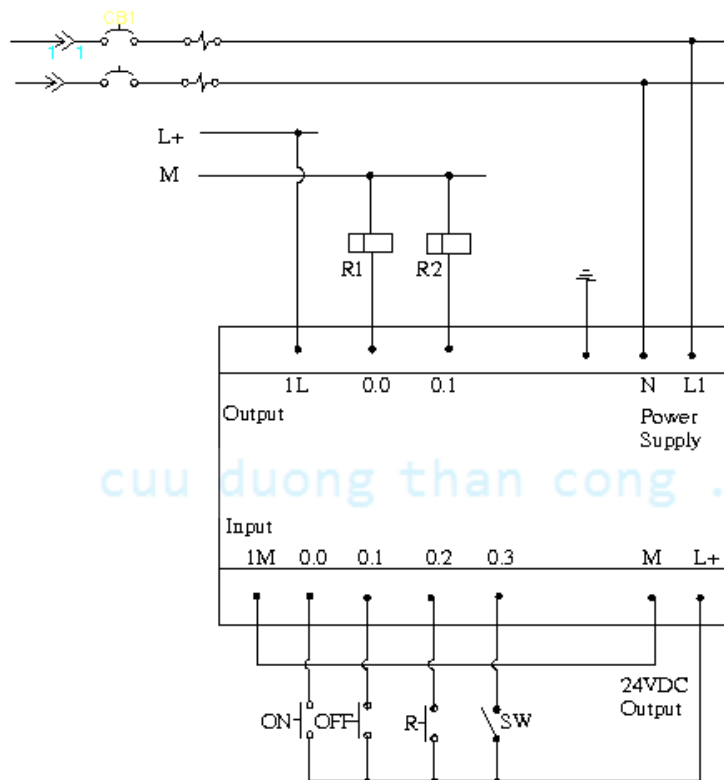 CB1
1 1
L+
M
R1 R2
1L 0.0 0.1 N L1
Output Power
Supply
cuu duong than cong .
Input
1M 0.0 0.1 0.2 0.3 M L+
24VDC
Output
ON OFF R SW